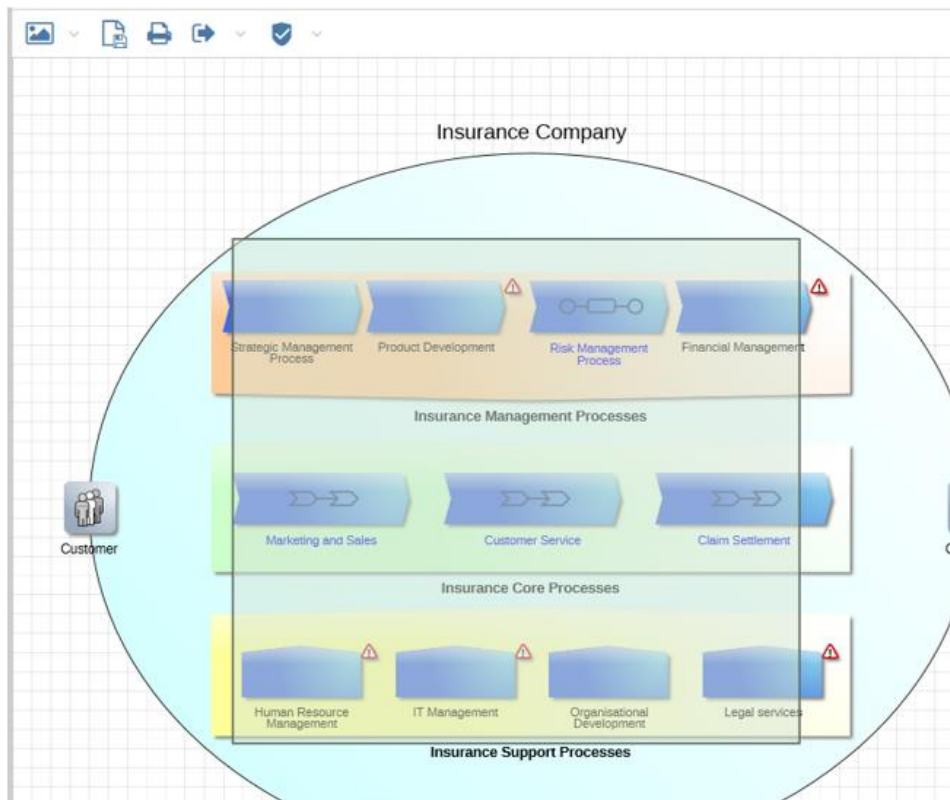 Insurance Company
Strategic Management
Process
Product Development
Risk Management
Process
Financial Management
Insurance Management Processes
Customer
Marketing and Sales
Customer Service
Claim Settlement
Insurance Core Processes
Human Resource
Management
IT Management
Organisational
Development
Legal services
Insurance Support Processes